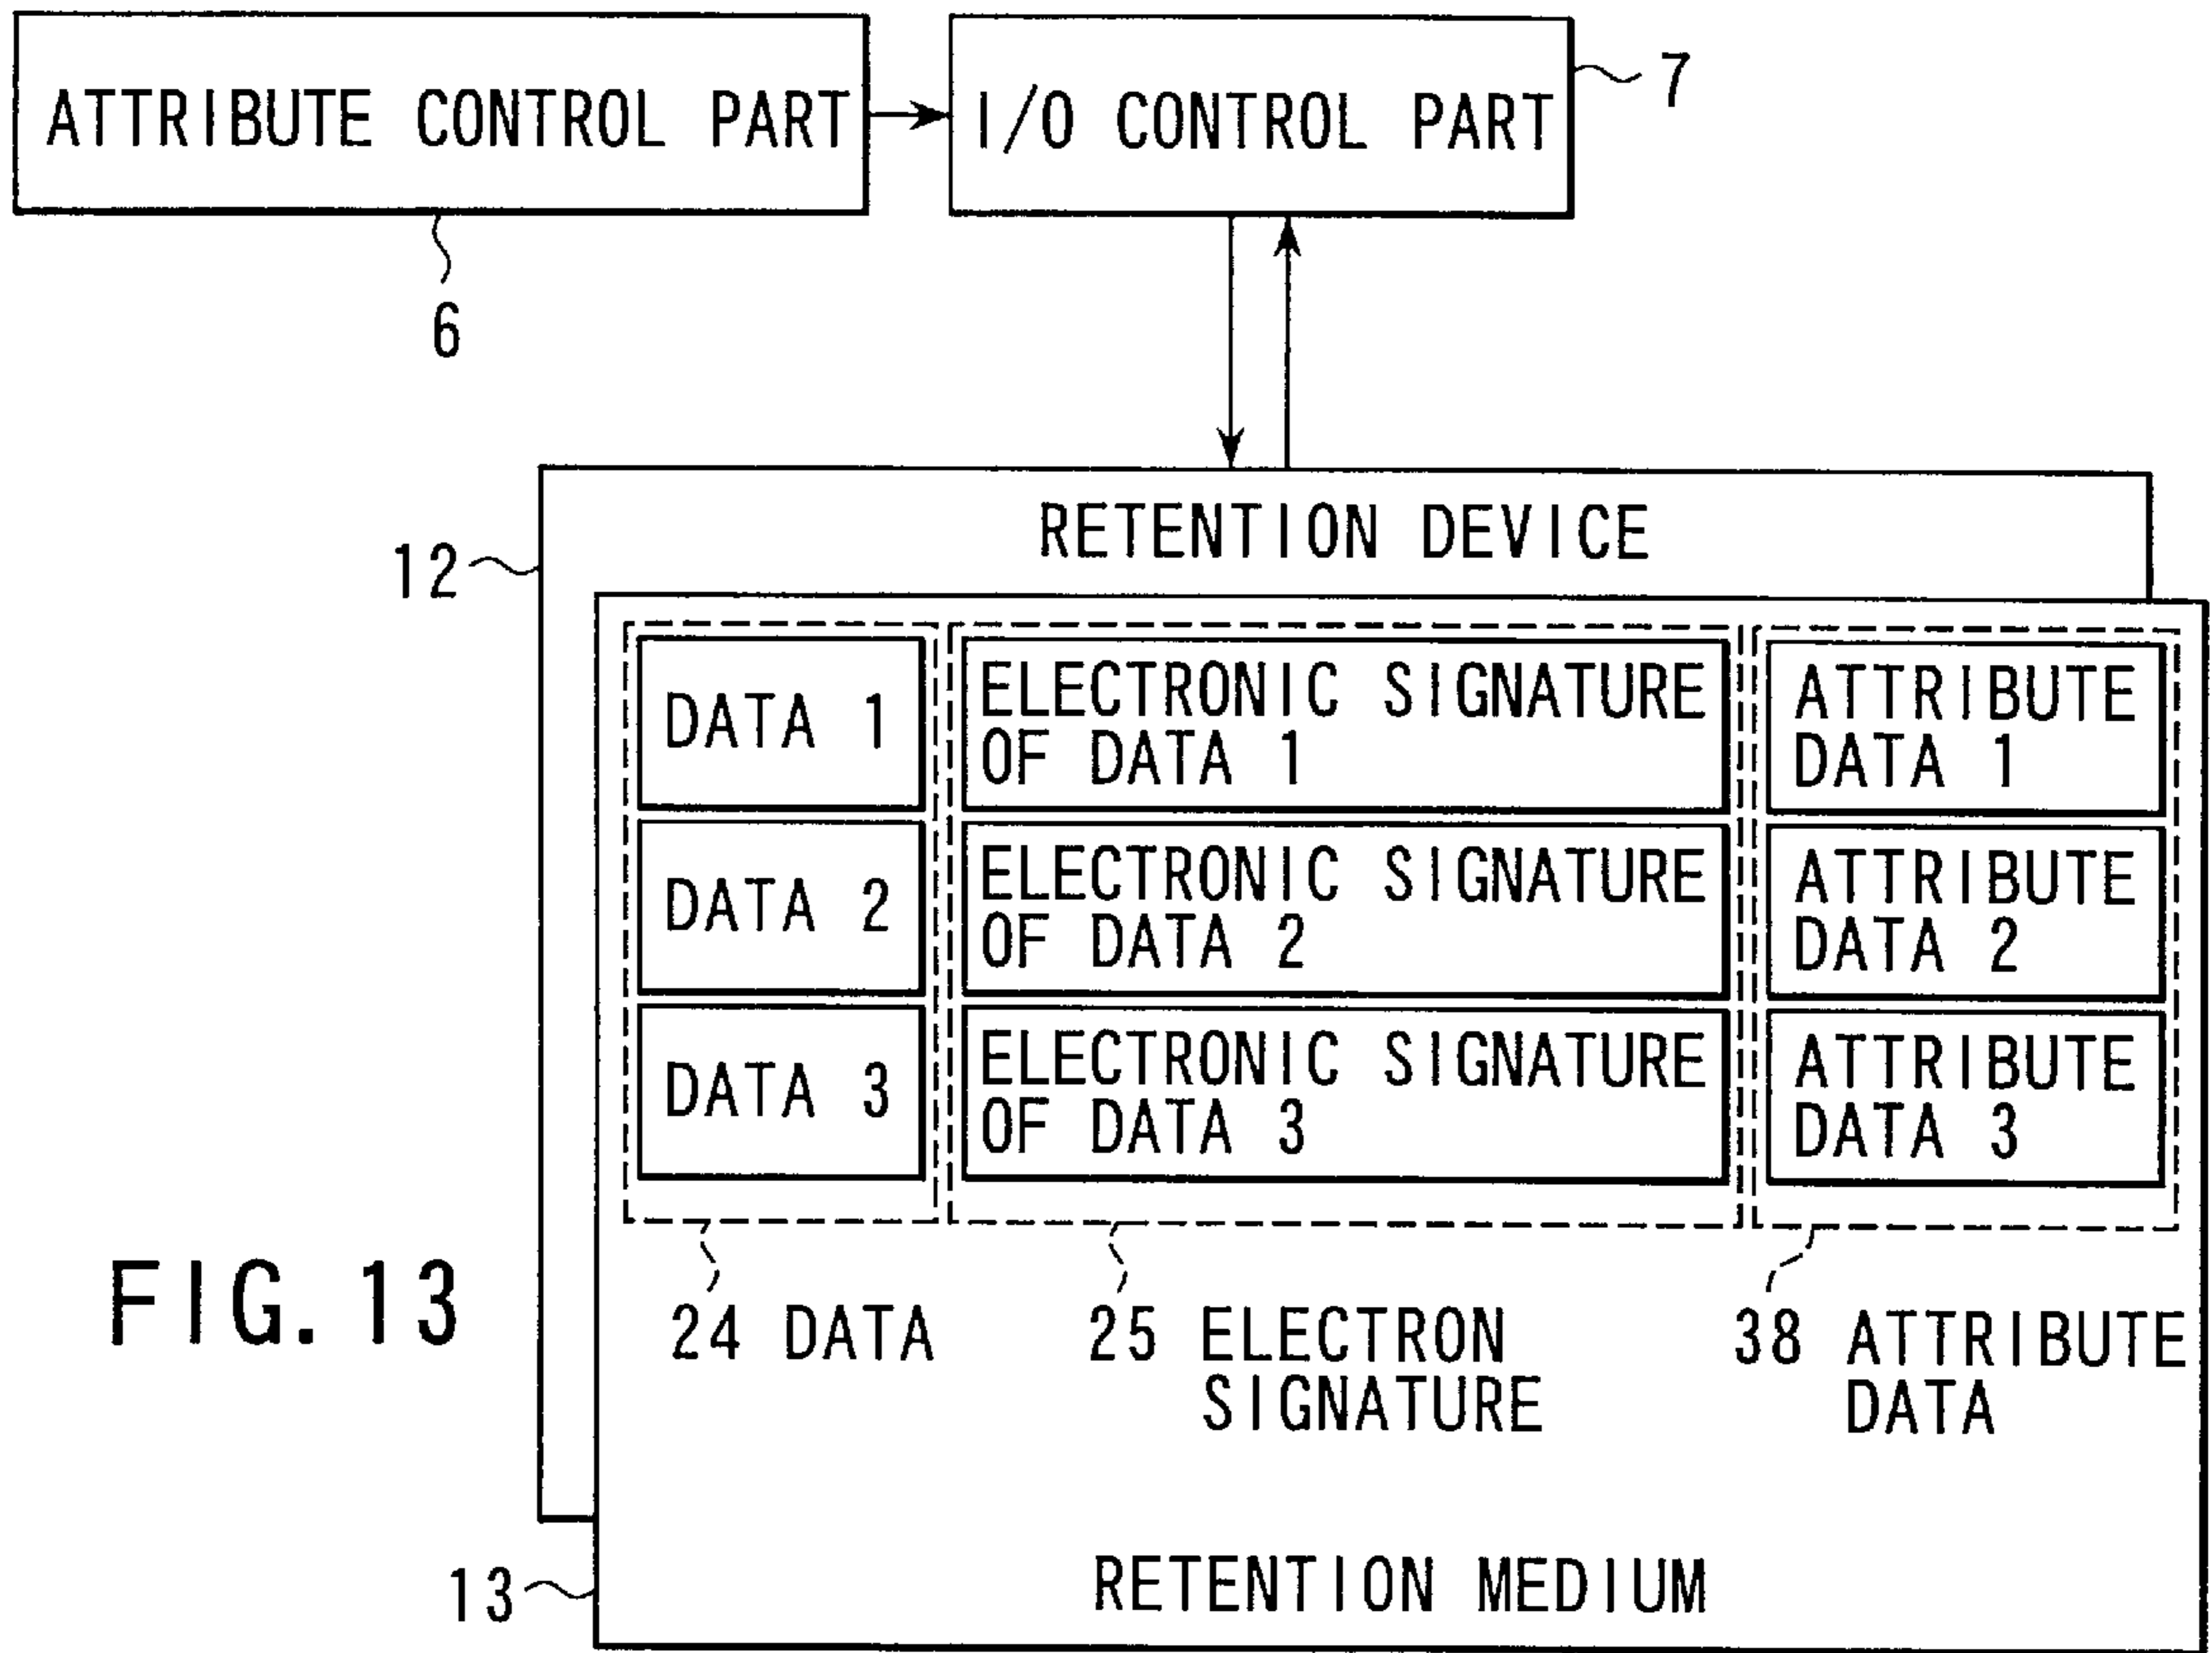 ATTRIBUTE CONTROL PART
I/O CONTROL PART
7
6
RETENTION DEVICE
12
DATA 1
ELECTRONIC SIGNATURE
OF DATA 1
ATTRIBUTE
DATA 1
DATA 2
ELECTRONIC SIGNATURE
OF DATA 2
ATTRIBUTE
DATA 2
DATA 3
ELECTRONIC SIGNATURE
OF DATA 3
ATTRIBUTE
DATA 3
FIG. 13
24 DATA
25 ELECTRON
SIGNATURE
38 ATTRIBUTE
DATA
13
RETENTION MEDIUM